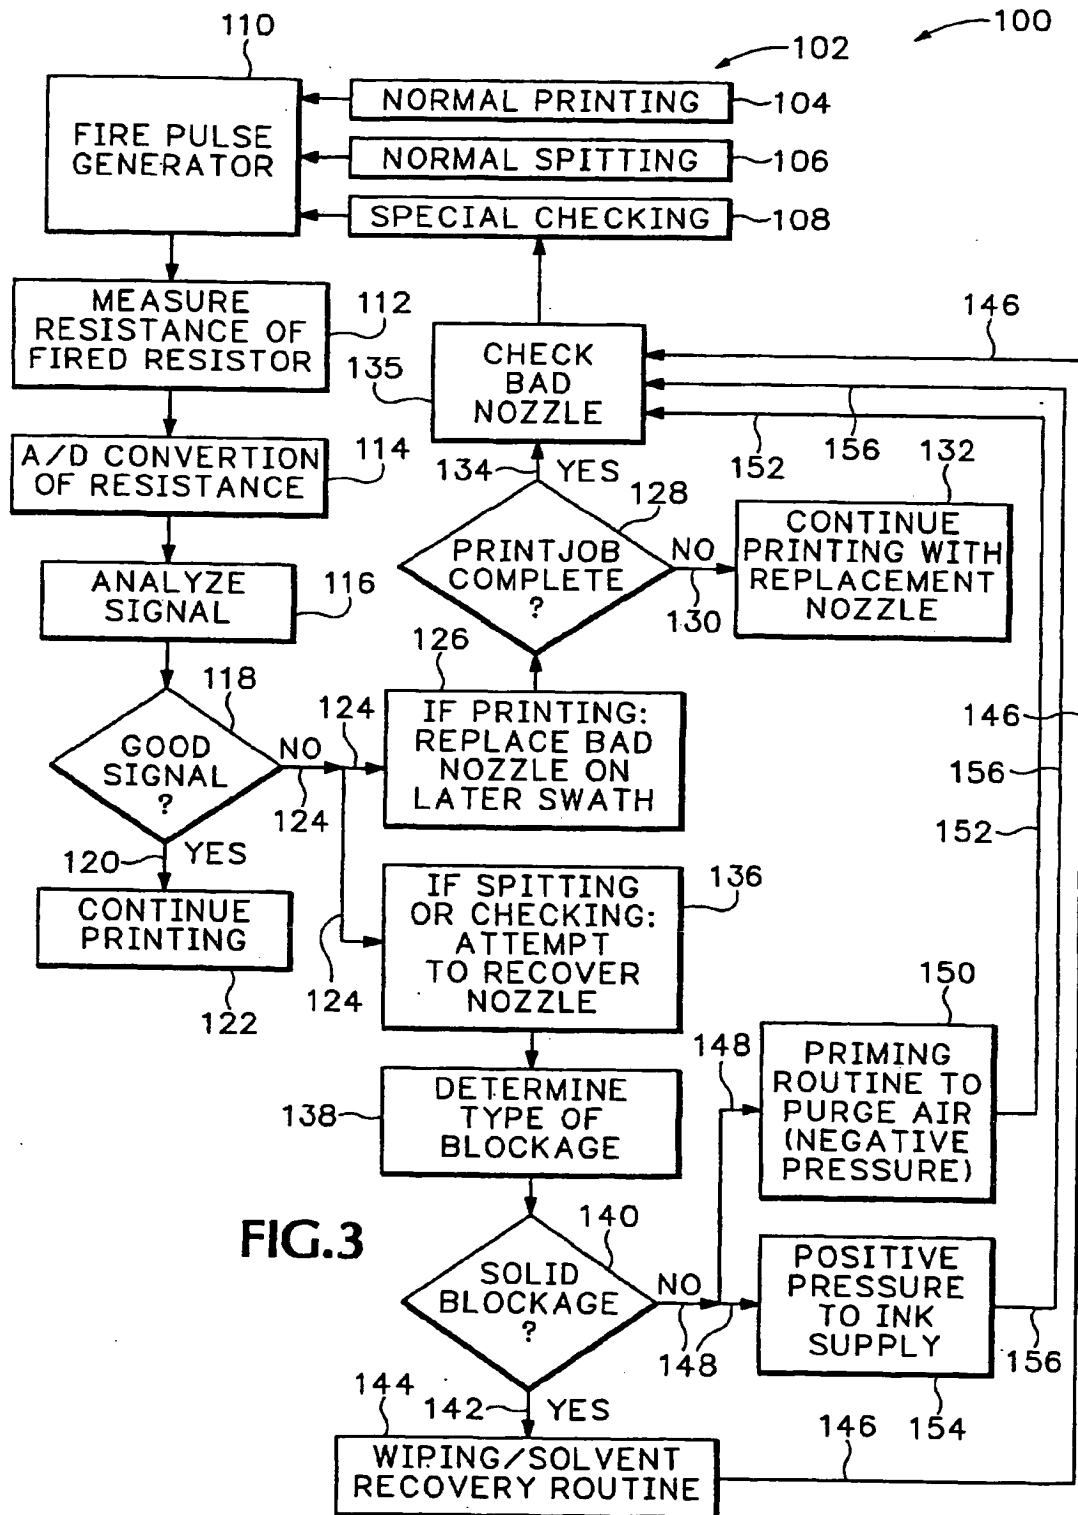 100
102
110
FIRE PULSE
GENERATOR
NORMAL PRINTING
104
NORMAL SPITTING
106
SPECIAL CHECKING
108
MEASURE
RESISTANCE OF
FIRED RESISTOR
112
A/D CONVERTION
OF RESISTANCE
114
ANALYZE
SIGNAL
116
GOOD
SIGNAL
?
118
NO
124
124
124
120
YES
CONTINUE
PRINTING
122
126
IF PRINTING:
REPLACE BAD
NOZZLE ON
LATER SWATH
PRINTJOB
COMPLETE
?
128
NO
130
132
CONTINUE
PRINTING WITH
REPLACEMENT
NOZZLE
134
YES
135
CHECK
BAD
NOZZLE
146
156
152
IF SPITTING
OR CHECKING:
ATTEMPT
TO RECOVER
NOZZLE
136
138
DETERMINE
TYPE OF
BLOCKAGE
140
SOLID
BLOCKAGE
?
NO
148
148
150
PRIMING
ROUTINE TO
PURGE AIR
(NEGATIVE
PRESSURE)
POSITIVE
PRESSURE
TO INK
SUPPLY
154
156
146
156
152
142
YES
144
WIPING/SOLVENT
RECOVERY ROUTINE
146
FIG.3